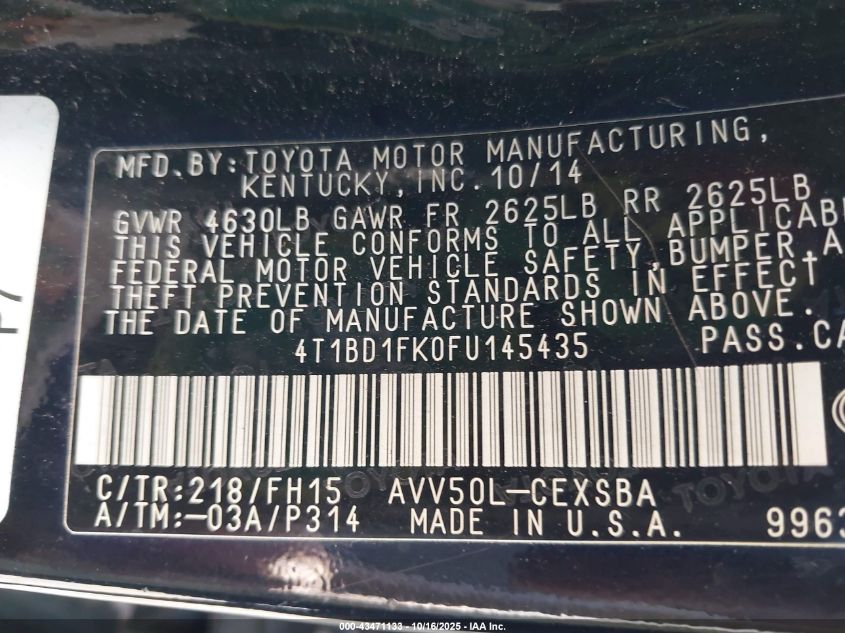 MFD.BY:TOYOTA MOTOR MANUFACTURING,
KENTUCKY,INC. 10/14
GVWR 4630LB GAWR FR 2625LB RR 2625LB
THIS VEHICLE CONFORMS TO ALL APPLICABL
FEDERAL MOTOR VEHICLE SAFETY,BUMPER,A
THEFT PREVENTION STANDARDS IN EFFECT
THE DATE OF MANUFACTURE SHOWN ABOVE.
4T1BD1FK0FU145435 PASS.CA
C/TR:218/FH15 AVV50L-CEXSBA
A/TM:-03A/P314 MADE IN U.S.A. 9963
000-43471133 - 10/16/2025 - © IAA Inc.